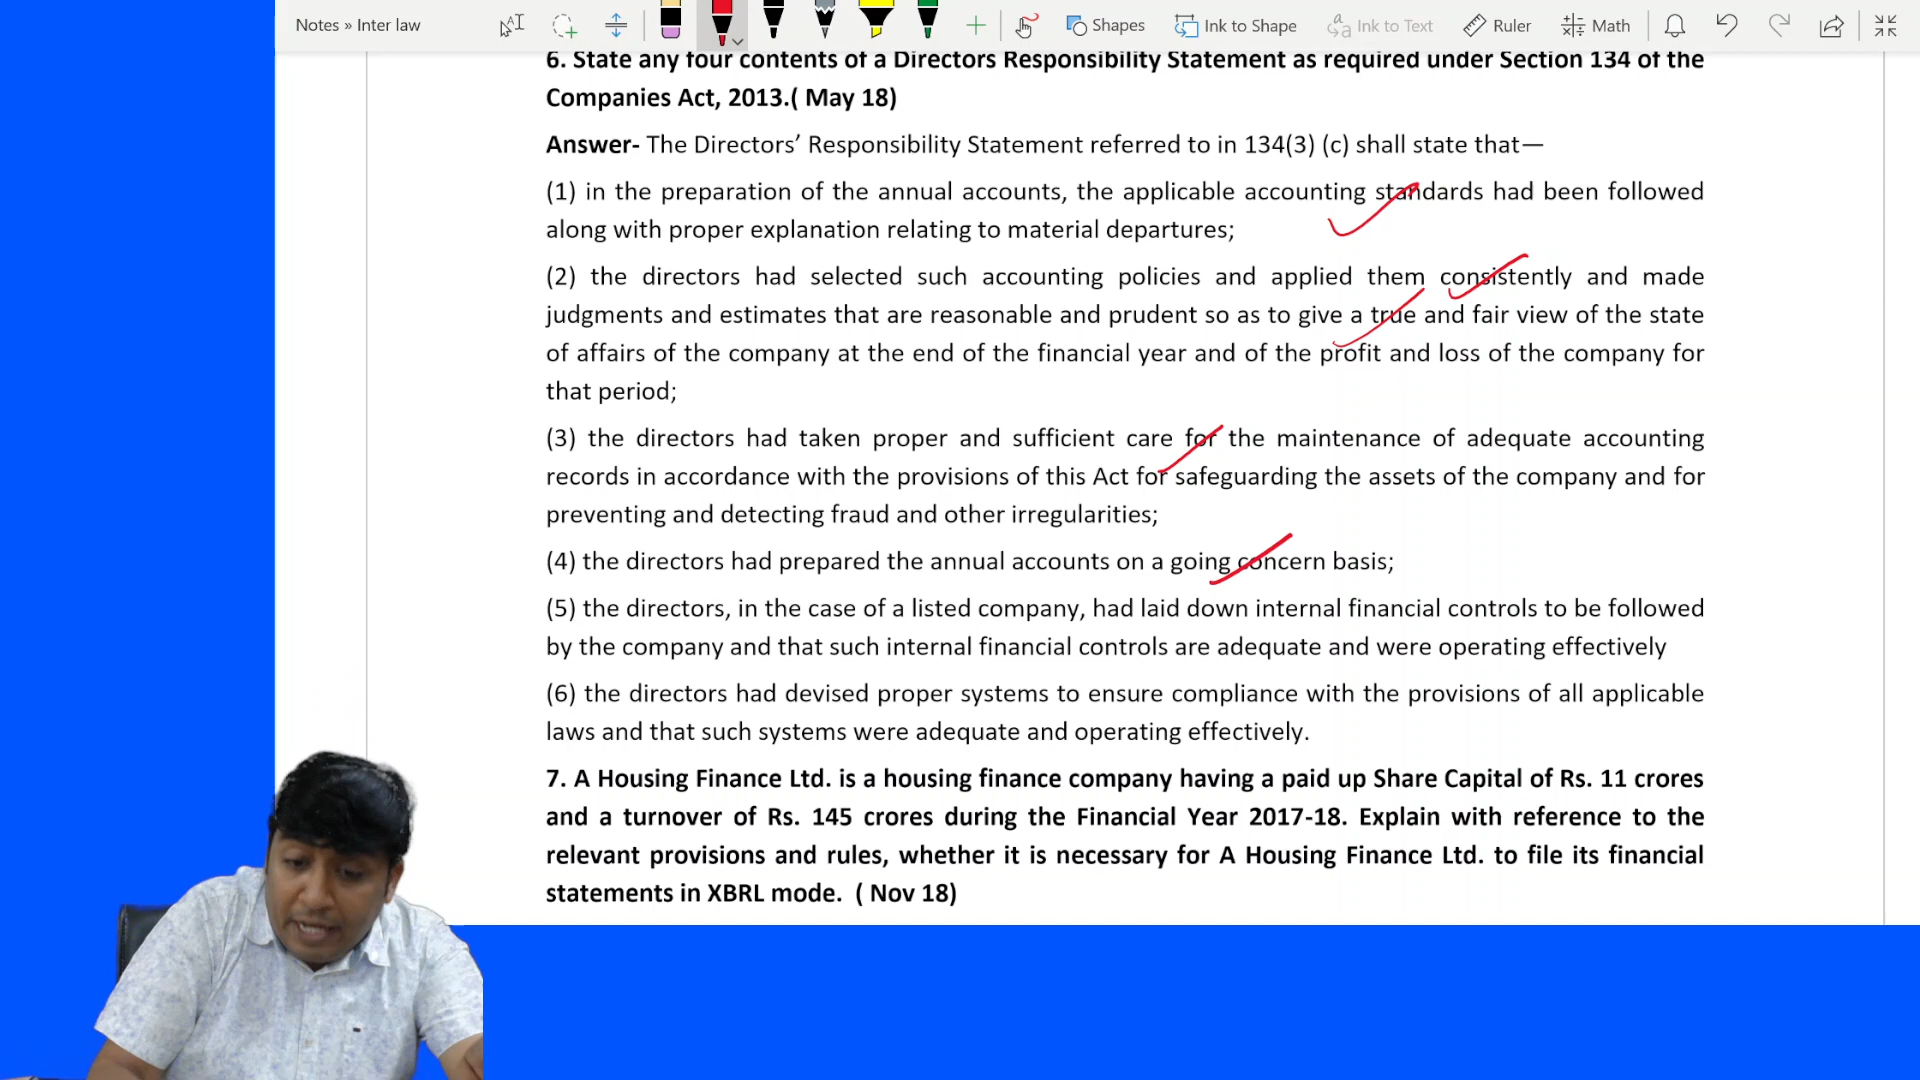 Notes » Inter law
Shapes
Ink to Shape
Ink to Text
Ruler
Math
6. State any four contents of a Directors Responsibility Statement as required under Section 134 of the
Companies Act, 2013.( May 18)
Answer- The Directors’ Responsibility Statement referred to in 134(3) (c) shall state that—
(1) in the preparation of the annual accounts, the applicable accounting standards had been followed
along with proper explanation relating to material departures;
(2) the directors had selected such accounting policies and applied them consistently and made
judgments and estimates that are reasonable and prudent so as to give a true and fair view of the state
of affairs of the company at the end of the financial year and of the profit and loss of the company for
that period;
(3) the directors had taken proper and sufficient care for the maintenance of adequate accounting
records in accordance with the provisions of this Act for safeguarding the assets of the company and for
preventing and detecting fraud and other irregularities;
(4) the directors had prepared the annual accounts on a going concern basis;
(5) the directors, in the case of a listed company, had laid down internal financial controls to be followed
by the company and that such internal financial controls are adequate and were operating effectively
(6) the directors had devised proper systems to ensure compliance with the provisions of all applicable
laws and that such systems were adequate and operating effectively.
7. A Housing Finance Ltd. is a housing finance company having a paid up Share Capital of Rs. 11 crores
and a turnover of Rs. 145 crores during the Financial Year 2017-18. Explain with reference to the
relevant provisions and rules, whether it is necessary for A Housing Finance Ltd. to file its financial
statements in XBRL mode. ( Nov 18)